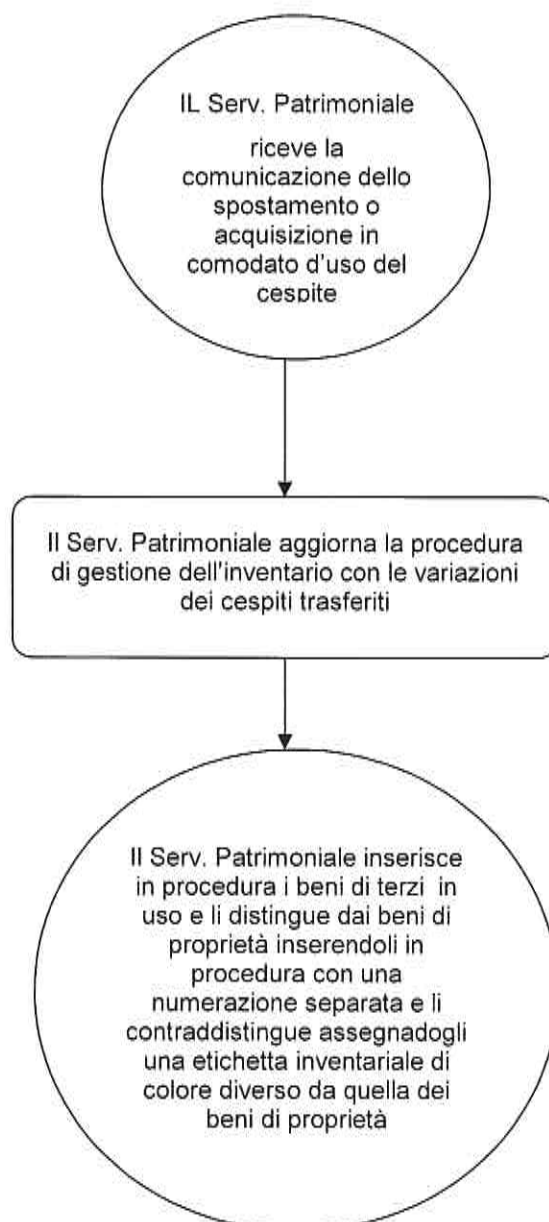 IL Serv. Patrimoniale
riceve la
comunicazione dello
spostamento o
acquisizione in
comodato d'uso del
cespite
Il Serv. Patrimoniale aggiorna la procedura
di gestione dell'inventario con le variazioni
dei cespiti trasferiti
Il Serv. Patrimoniale inserisce
in procedura i beni di terzi in
uso e li distingue dai beni di
proprietà inserendoli in
procedura con una
numerazione separata e li
contraddistingue assegnadogli
una etichetta inventariale di
colore diverso da quella dei
beni di proprietà